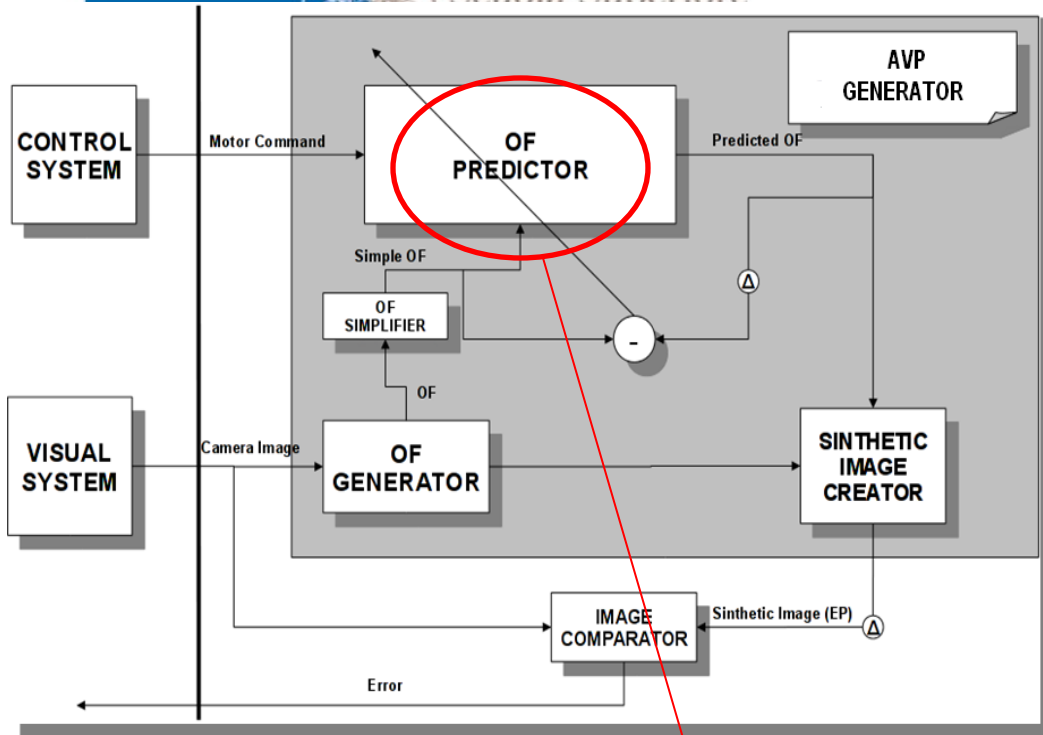 AVP
GENERATOR
CONTROL
SYSTEM
Motor Command
OF
PREDICTOR
Predicted OF
Simple OF
Δ
OF
SIMPLIFIER
-
OF
VISUAL
SYSTEM
Camera Image
OF
GENERATOR
SINTHETIC
IMAGE
CREATOR
IMAGE
COMPARATOR
Sinthetic Image (EP)
Δ
Error